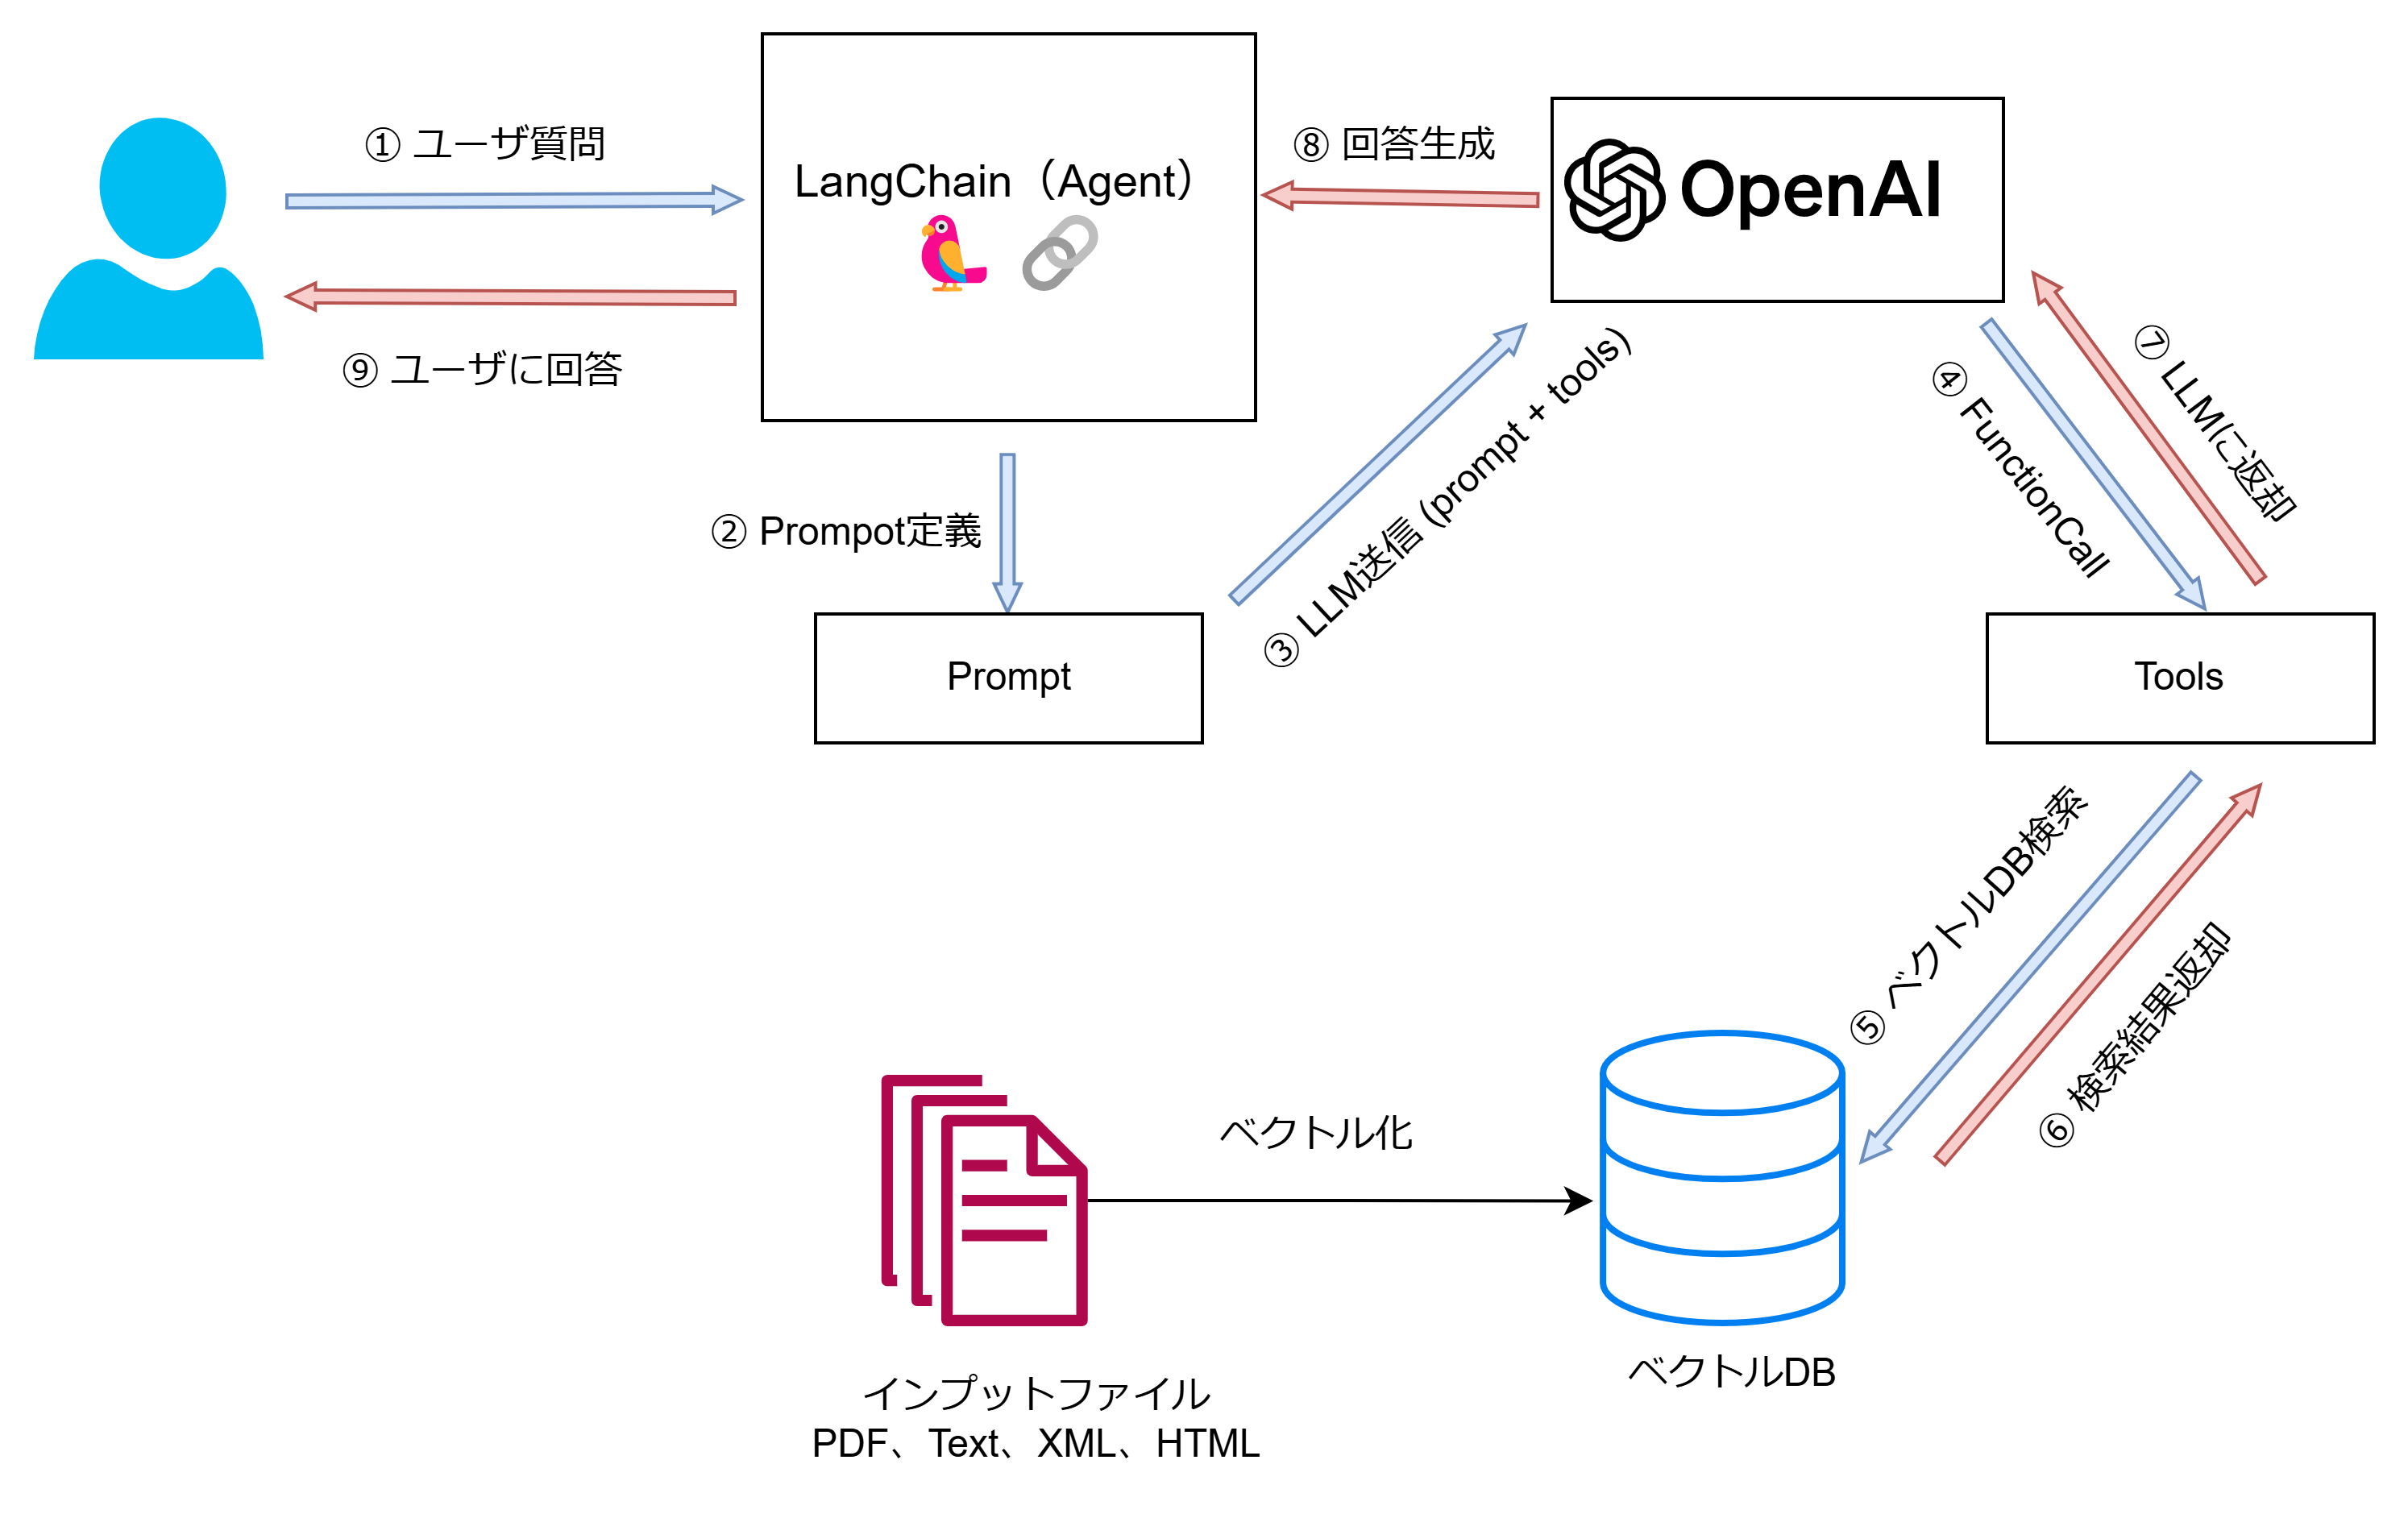 ① ユーザ質問
LangChain（Agent）
⑧ 回答生成
OpenAI
⑨ ユーザに回答
② Prompot定義
③ LLM送信 (prompt + tools)
④ FunctionCall
⑦ LLMに返却
Prompt
Tools
⑤ ベクトルDB検索
⑥ 検索結果返却
ベクトル化
インプットファイル
PDF、Text、XML、HTML
ベクトルDB